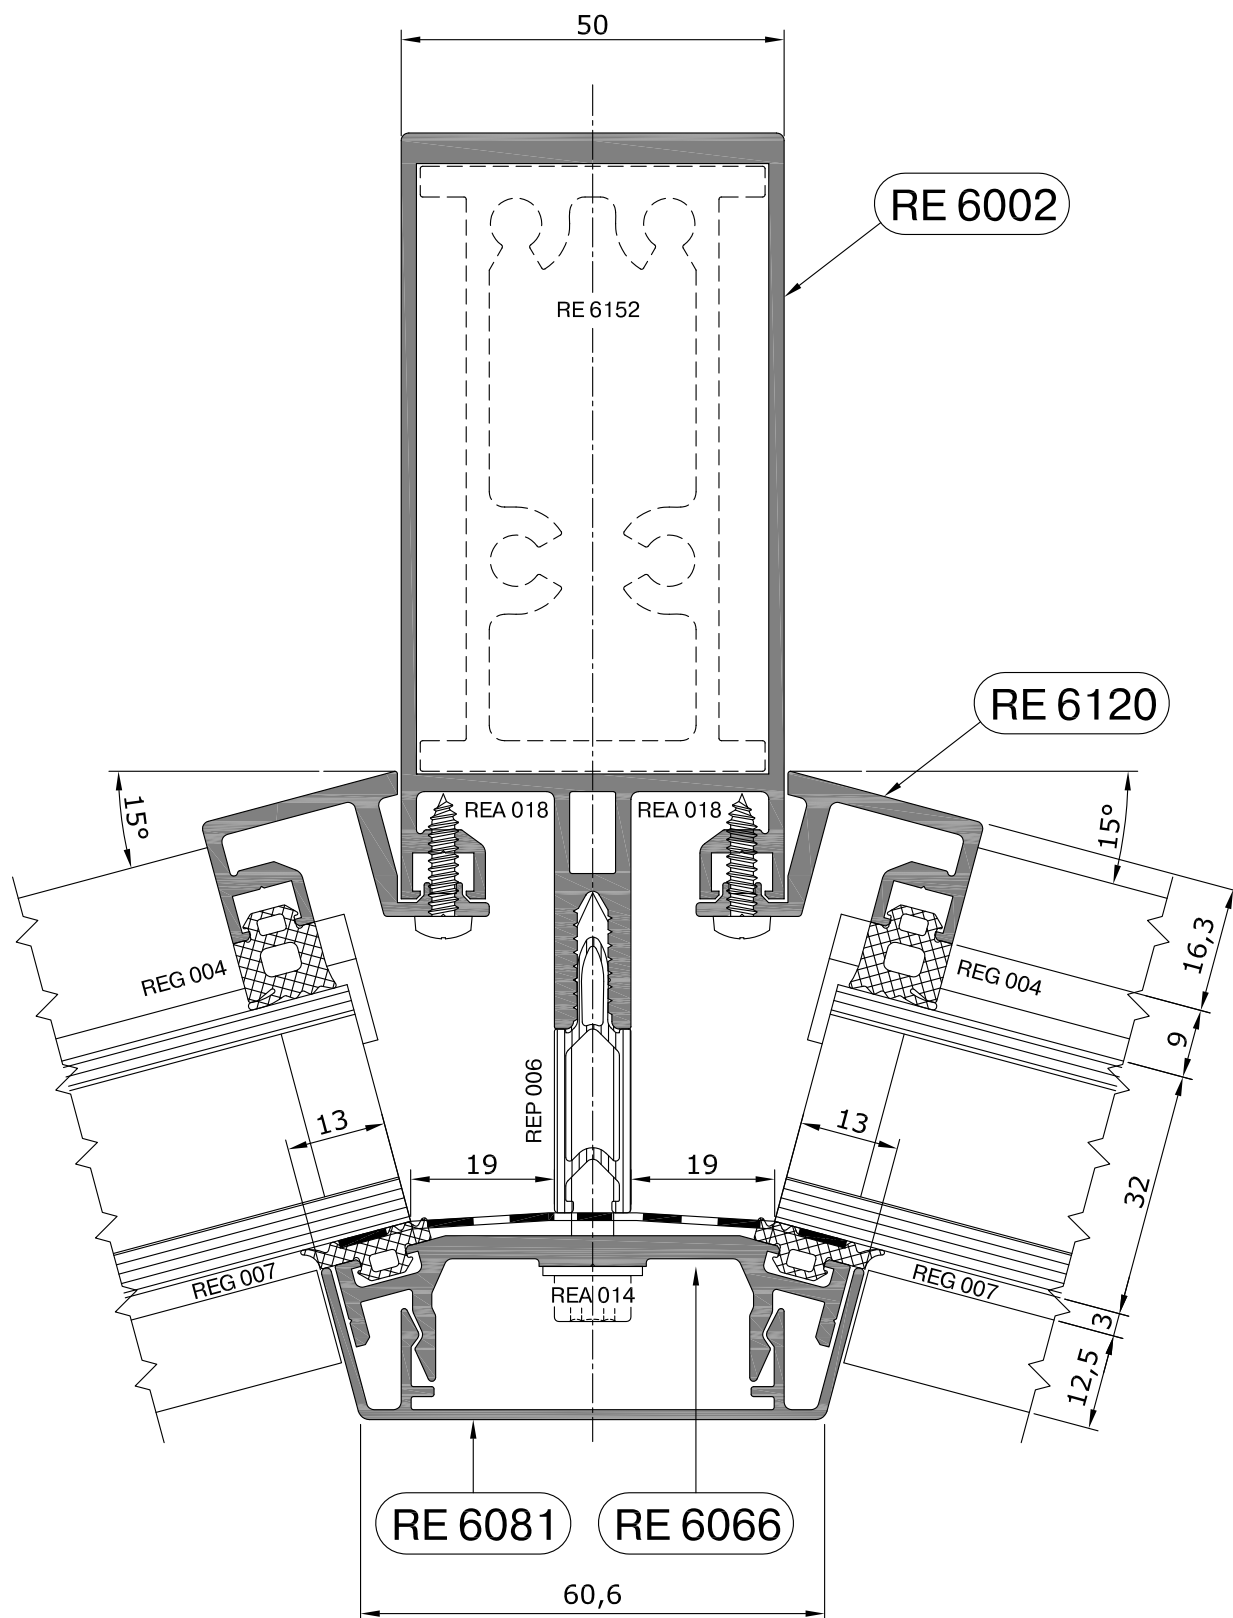 50
RE 6002
RE 6152
RE 6120
15°
REA 018
REA 018
15°
16,3
REG 004
REG 004
9
REP 006
13
13
19
19
32
REG 007
REA 014
REG 007
3
12,5
RE 6081
RE 6066
60,6